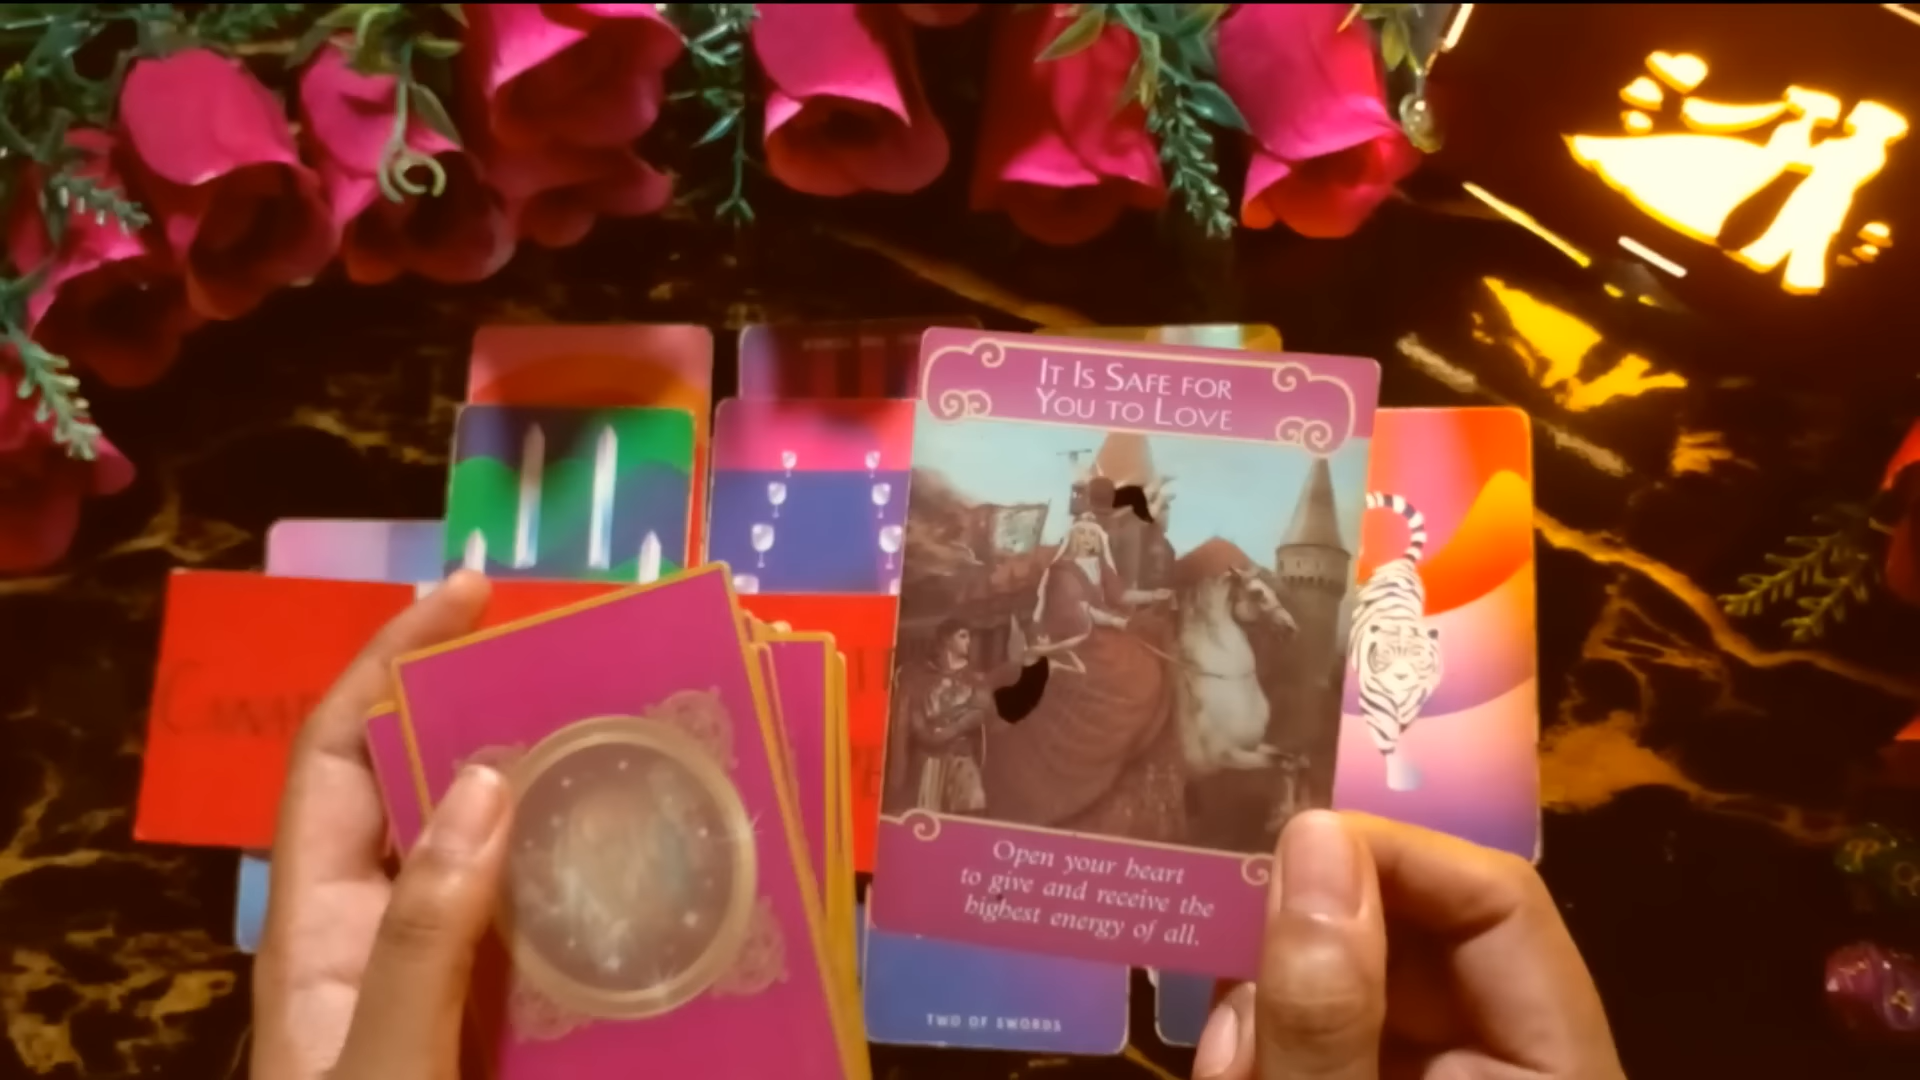 It Is Safe for
You to Love
Open your heart
to give and receive the
highest energy of all.
TWO OF SWORDS